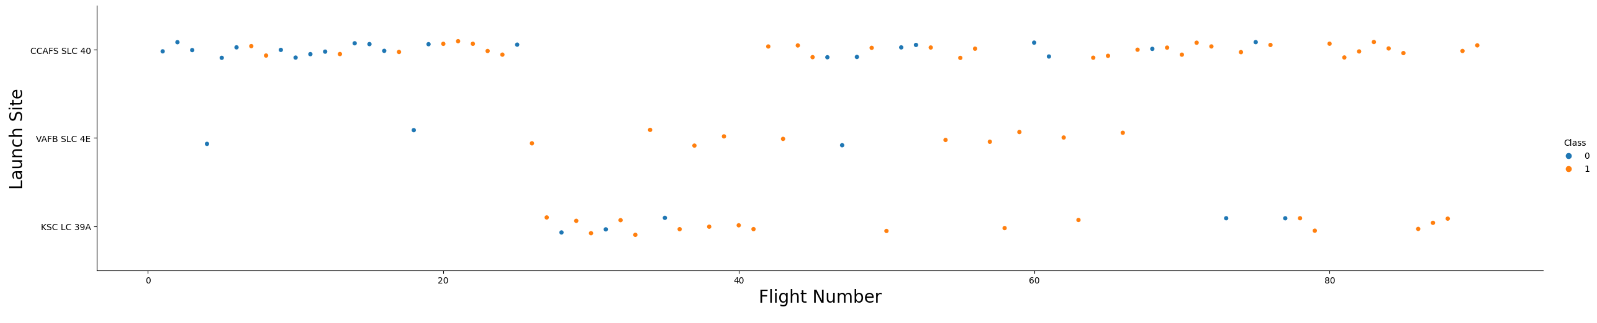 CCAFS SLC 40
VAFB SLC 4E
KSC LC 39A
Launch Site
0
20
40
60
80
Flight Number
Class
0
1